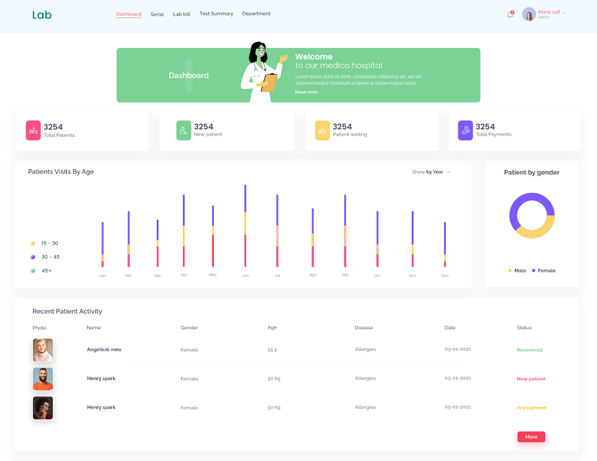 Lab
Dashboard
Serial
Lab bill
Test Summary
Department
Maria sufi
Admin
Dashboard
Welcome
to our medico hospital
Lorem ipsum dolor sit amet, consectetur adipiscing elit, sed do
eiusmod tempor incididunt ut labore et dolore magna aliqua.
Read more
3254
Total Patients
3254
New patient
3254
Patient waiting
3254
Total Payments
Patients Visits By Age
Show by Year
15 – 30
30 – 45
45+
Jan
Mar
Apr
May
Jun
Jul
Sep
Oct
Nov
Dec
Patient by gender
Male
Female
Recent Patient Activity
Photo Name Gender Age Disease Date Status
Angelical meu Female 55 y Allergies 03-01-2021 Recovered
Henry spark Female 50 kg Allergies 03-01-2021 New patient
Henry spark Female 50 kg Allergies 03-01-2021 In treatment
More